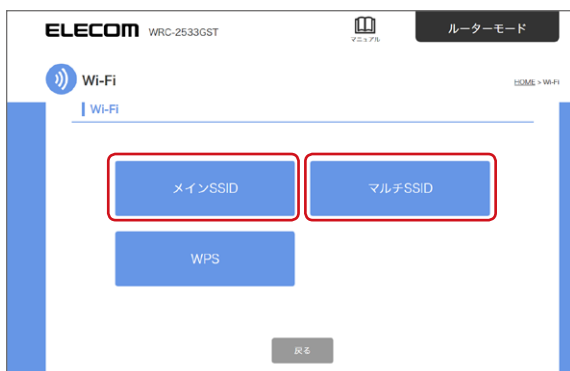 ELECOM WRC-2533GST
マニュアル
ルーターモード
Wi-Fi
HOME > Wi-Fi
Wi-Fi
メインSSID
マルチSSID
WPS
戻る